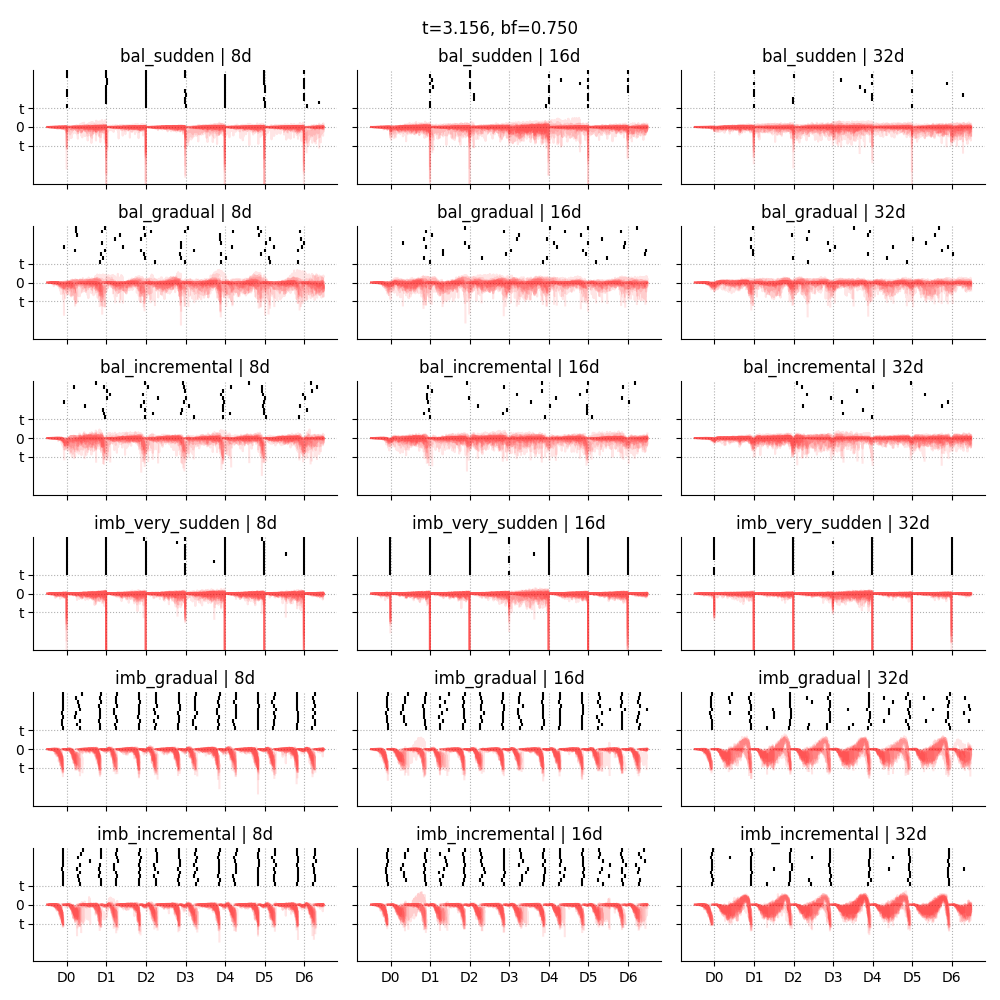 t=3.156, bf=0.750
bal_sudden | 8d
bal_sudden | 16d
bal_sudden | 32d
t
0
t
bal_gradual | 8d
bal_gradual | 16d
bal_gradual | 32d
t
0
t
bal_incremental | 8d
bal_incremental | 16d
bal_incremental | 32d
t
0
t
imb_very_sudden | 8d
imb_very_sudden | 16d
imb_very_sudden | 32d
t
0
t
imb_gradual | 8d
imb_gradual | 16d
imb_gradual | 32d
t
0
t
imb_incremental | 8d
imb_incremental | 16d
imb_incremental | 32d
t
0
t
D0 D1 D2 D3 D4 D5 D6
D0 D1 D2 D3 D4 D5 D6
D0 D1 D2 D3 D4 D5 D6